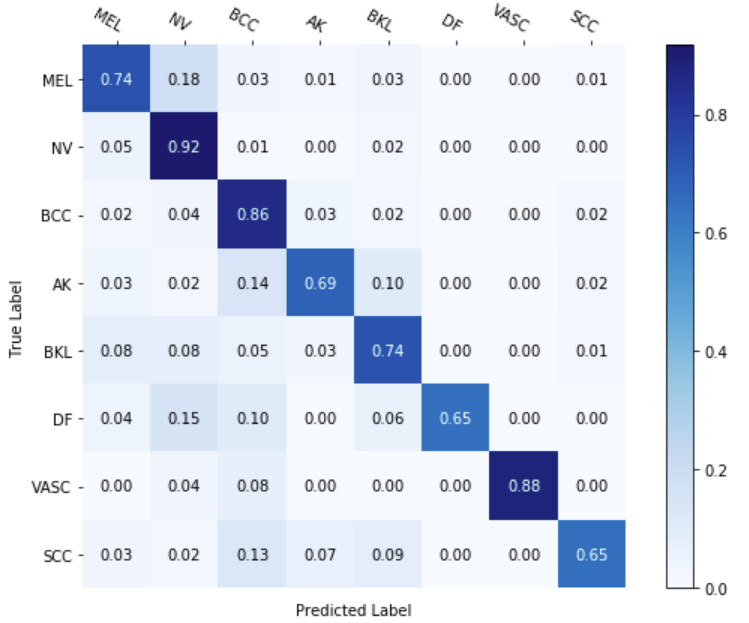 MEL NV BCC AK BKL DF VASC SCC
MEL 0.74 0.18 0.03 0.01 0.03 0.00 0.00 0.01
NV 0.05 0.92 0.01 0.00 0.02 0.00 0.00 0.00
BCC 0.02 0.04 0.86 0.03 0.02 0.00 0.00 0.02
AK 0.03 0.02 0.14 0.69 0.10 0.00 0.00 0.02
BKL 0.08 0.08 0.05 0.03 0.74 0.00 0.00 0.01
DF 0.04 0.15 0.10 0.00 0.06 0.65 0.00 0.00
VASC 0.00 0.04 0.08 0.00 0.00 0.00 0.88 0.00
SCC 0.03 0.02 0.13 0.07 0.09 0.00 0.00 0.65
True Label
Predicted Label
0.8
0.6
0.4
0.2
0.0